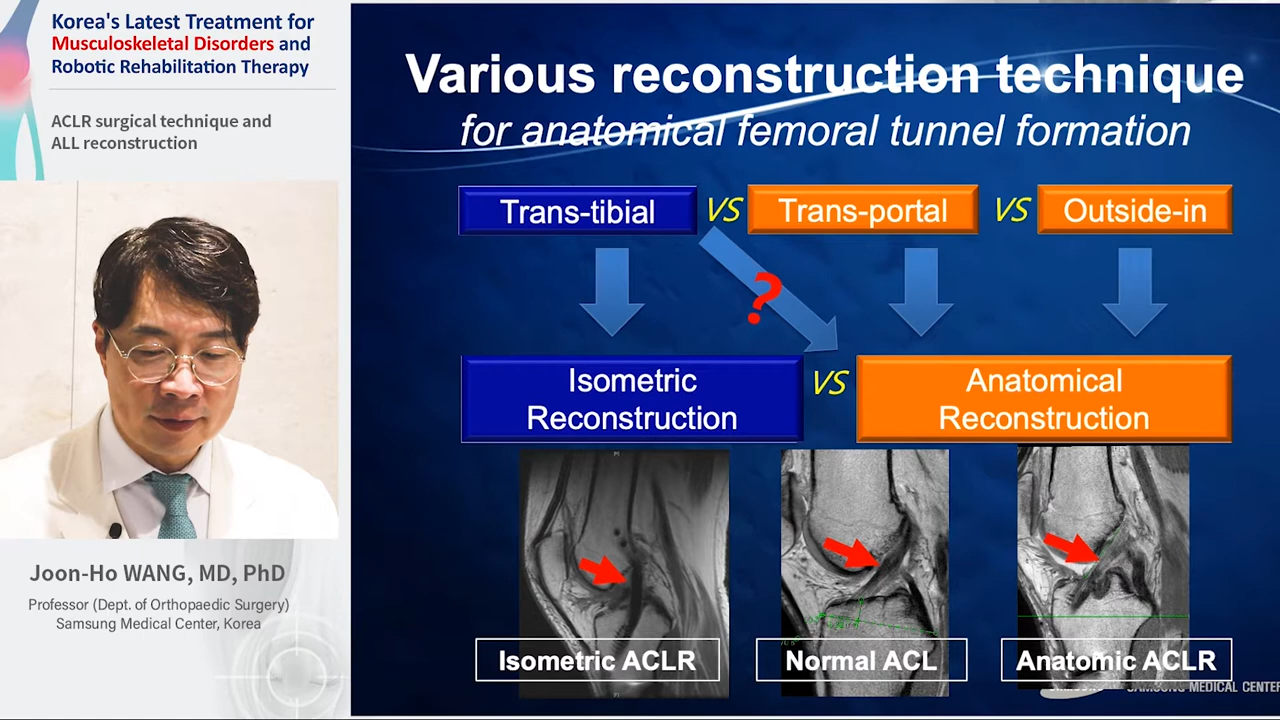 Korea's Latest Treatment for
Musculoskeletal Disorders and
Robotic Rehabilitation Therapy
ACLR surgical technique and
ALL reconstruction
Joon-Ho WANG, MD, PhD
Professor (Dept. of Orthopaedic Surgery)
Samsung Medical Center, Korea
Various reconstruction technique
for anatomical femoral tunnel formation
Trans-tibial VS Trans-portal VS Outside-in
?
Isometric
Reconstruction
VS
Anatomical
Reconstruction
Isometric ACLR
Normal ACL
Anatomic ACLR
SAMSUNG MEDICAL CENTER